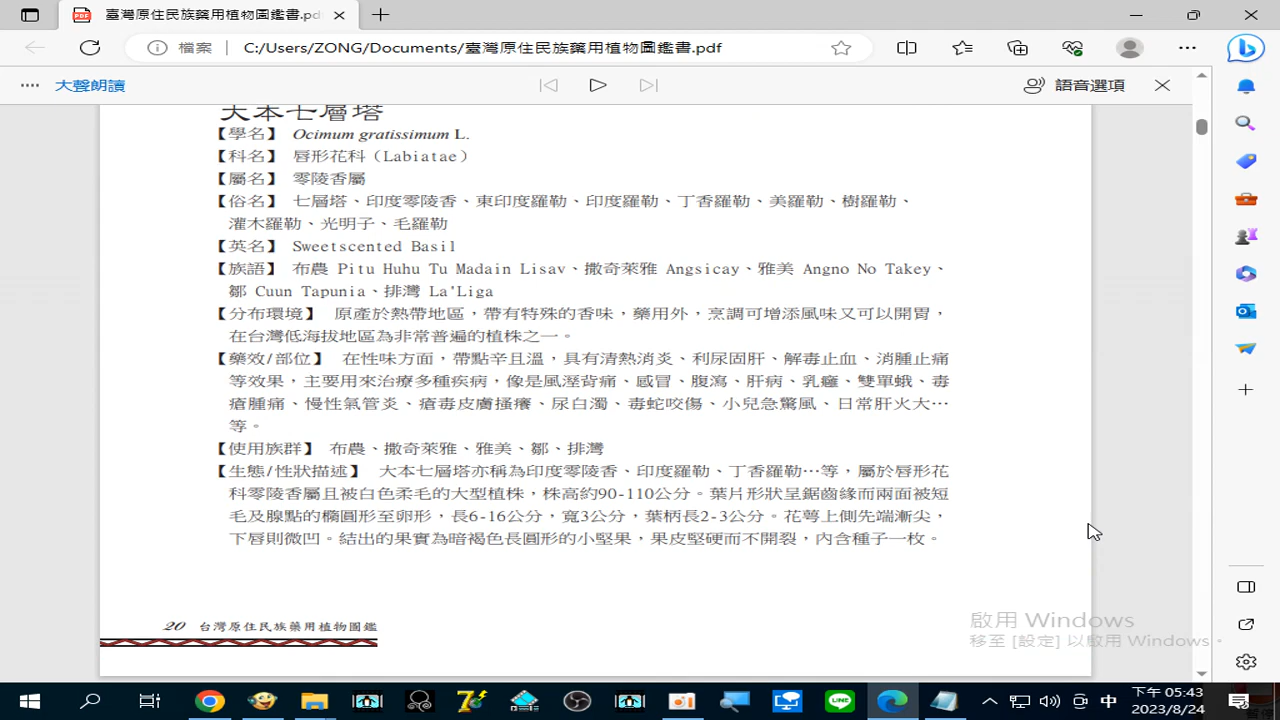 臺灣原住民族藥用植物圖鑑書.pdf
檔案
C:/Users/ZONG/Documents/臺灣原住民族藥用植物圖鑑書.pdf
大聲朗讀
語音選項
大本七層塔
【學名】 Ocimum gratissimum L.
【科名】 唇形花科（Labiatae）
【屬名】 零陵香屬
【俗名】 七層塔、印度零陵香、東印度羅勒、印度羅勒、丁香羅勒、美羅勒、樹羅勒、
灌木羅勒、光明子、毛羅勒
【英名】 Sweetscented Basil
【族語】 布農 Pitu Huhu Tu Madain Lisav、撒奇萊雅 Angsicay、雅美 Angno No Takey、
鄒 Cuun Tapunia、排灣 La'Liga
【分布環境】 原產於熱帶地區，帶有特殊的香味，藥用外，烹調可增添風味又可以開胃，
在台灣低海拔地區為非常普遍的植株之一。
【藥效/部位】 在性味方面，帶點辛且溫，具有清熱消炎、利尿固肝、解毒止血、消腫止痛
等效果，主要用來治療多種疾病，像是風溼背痛、感冒、腹瀉、肝病、乳癰、雙單蛾、毒
瘡腫痛、慢性氣管炎、瘡毒皮膚搔癢、尿白濁、毒蛇咬傷、小兒急驚風、日常肝火大…
等。
【使用族群】 布農、撒奇萊雅、雅美、鄒、排灣
【生態/性狀描述】 大本七層塔亦稱為印度零陵香、印度羅勒、丁香羅勒…等，屬於唇形花
科零陵香屬且被白色柔毛的大型植株，株高約90-110公分。葉片形狀呈鋸齒緣而兩面被短
毛及腺點的橢圓形至卵形，長6-16公分，寬3公分，葉柄長2-3公分。花萼上側先端漸尖，
下唇則微凹。結出的果實為暗褐色長圓形的小堅果，果皮堅硬而不開裂，內含種子一枚。
20 台灣原住民族藥用植物圖鑑
啟用 Windows
移至 [設定] 以啟用 Windows。
中
下午 05:43
2023/8/24